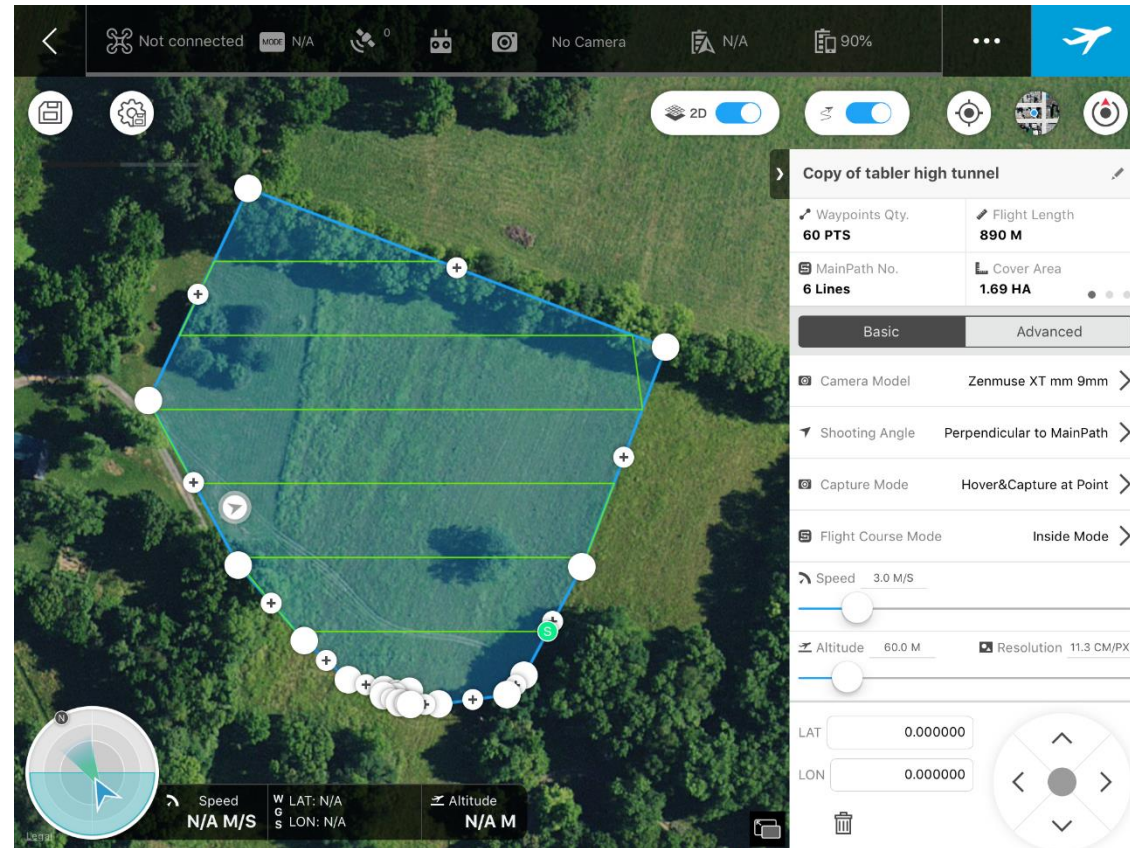 Not connected MODE N/A 0 No Camera N/A 90%
2D
Copy of tabler high tunnel
Waypoints Qty. Flight Length
60 PTS 890 M
MainPath No. Cover Area
6 Lines 1.69 HA
Basic Advanced
Camera Model Zenmuse XT mm 9mm
Shooting Angle Perpendicular to MainPath
Capture Mode Hover&Capture at Point
Flight Course Mode Inside Mode
Speed 3.0 M/S
Altitude 60.0 M Resolution 11.3 CM/PX
LAT 0.000000
LON 0.000000
S
N
Speed WGS LAT: N/A Altitude
N/A M/S LON: N/A N/A M
Legal